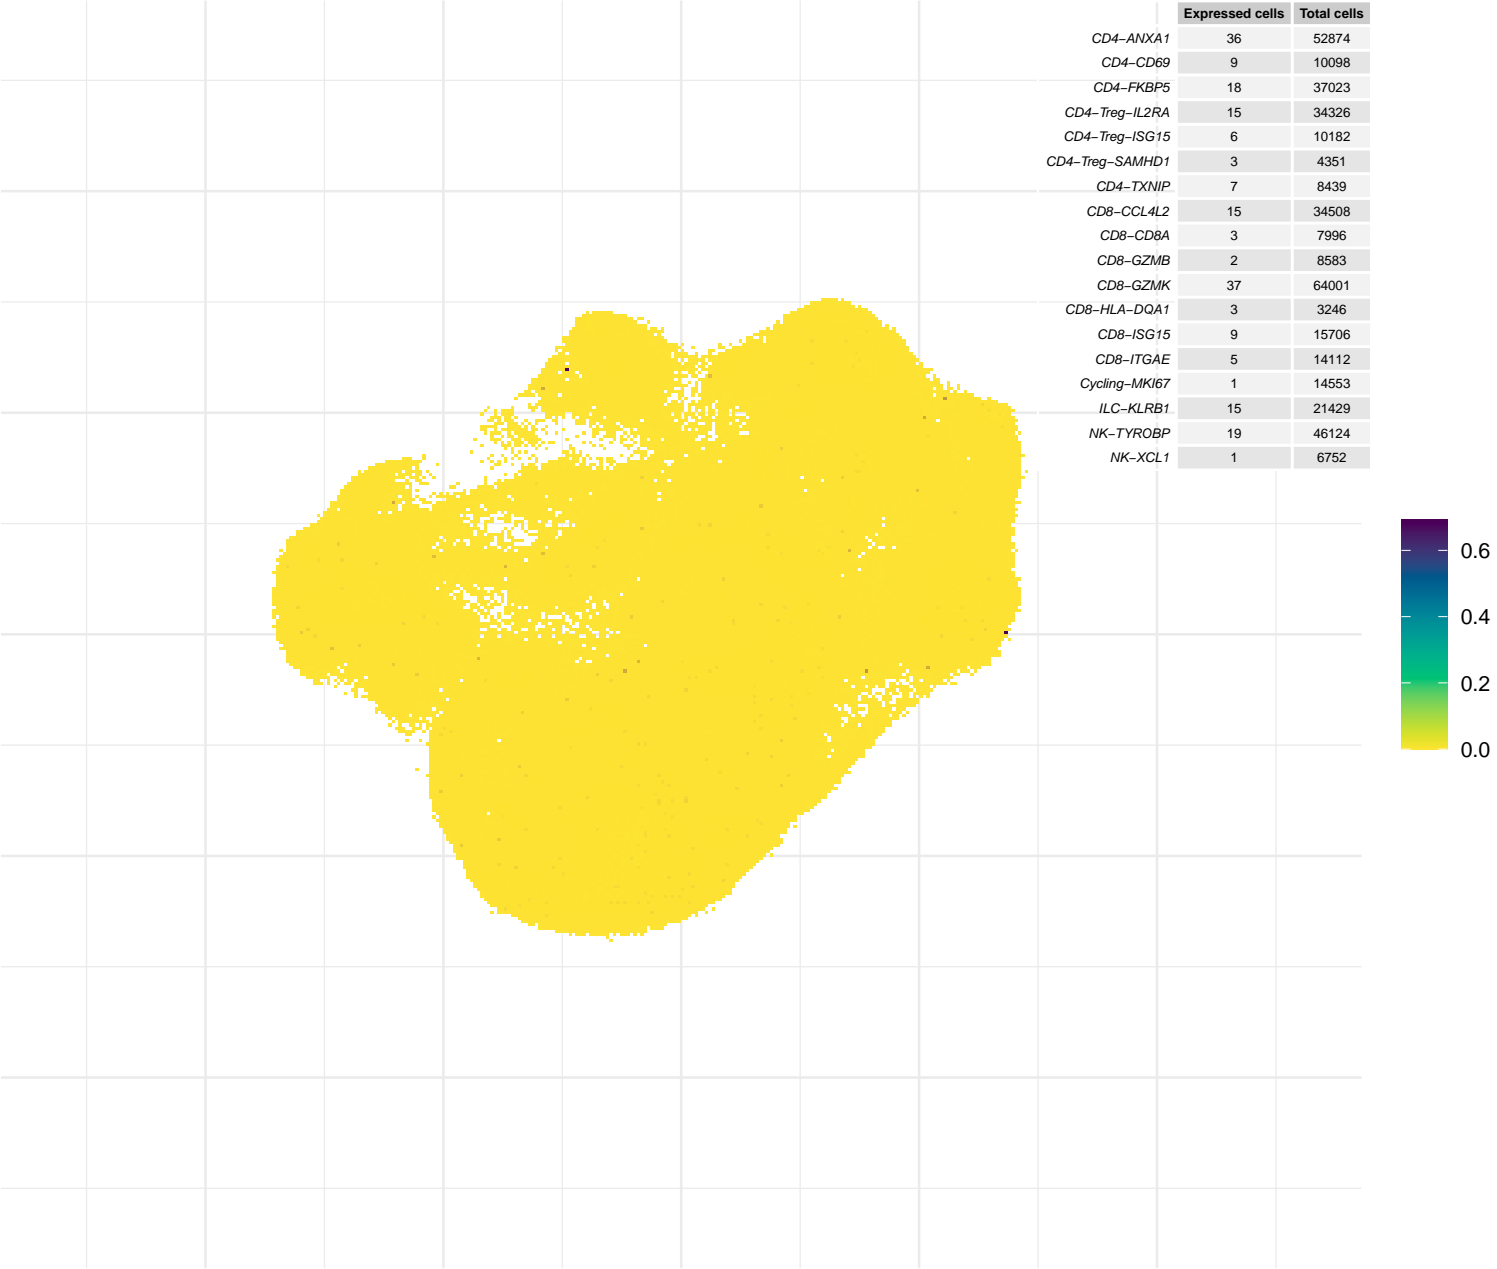 Expressed cells Total cells
CD4−ANXA1 36 52874
CD4−CD69 9 10098
CD4−FKBP5 18 37023
CD4−Treg−IL2RA 15 34326
CD4−Treg−ISG15 6 10182
CD4−Treg−SAMHD1 3 4351
CD4−TXNIP 7 8439
CD8−CCL4L2 15 34508
CD8−CD8A 3 7996
CD8−GZMB 2 8583
CD8−GZMK 37 64001
CD8−HLA−DQA1 3 3246
CD8−ISG15 9 15706
CD8−ITGAE 5 14112
Cycling−MKI67 1 14553
ILC−KLRB1 15 21429
NK−TYROBP 19 46124
NK−XCL1 1 6752
0.6
0.4
0.2
0.0